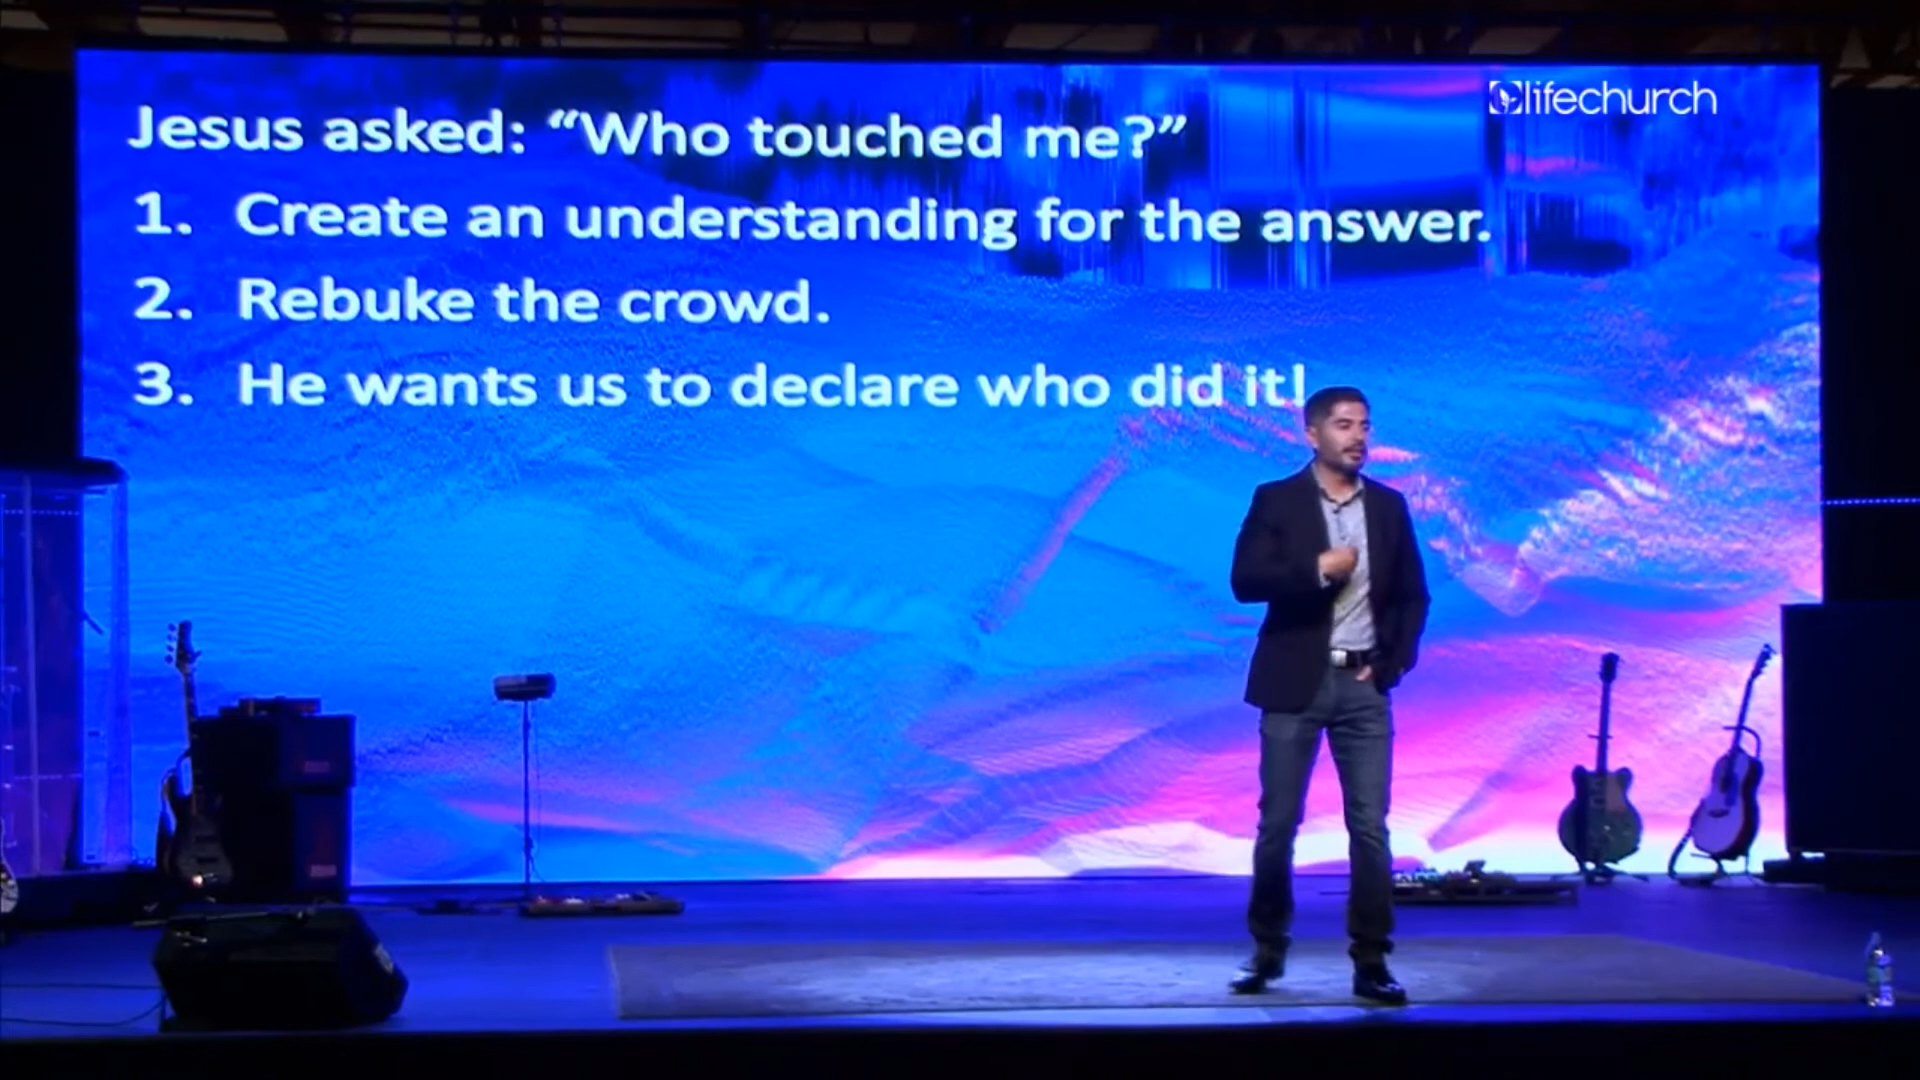 lifechurch
Jesus asked: “Who touched me?”
1. Create an understanding for the answer.
2. Rebuke the crowd.
3. He wants us to declare who did it!